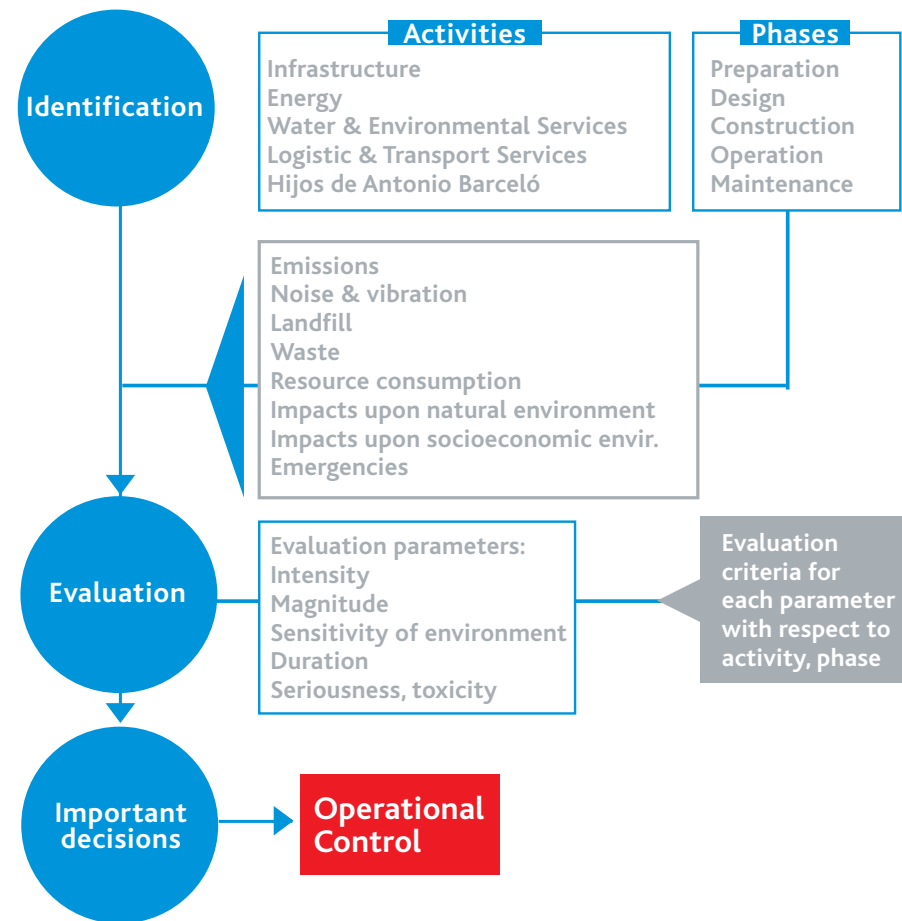 Identification
Activities
Infrastructure
Energy
Water & Environmental Services
Logistic & Transport Services
Hijos de Antonio Barceló
Phases
Preparation
Design
Construction
Operation
Maintenance
Emissions
Noise & vibration
Landfill
Waste
Resource consumption
Impacts upon natural environment
Impacts upon socioeconomic envir.
Emergencies
Evaluation
Evaluation parameters:
Intensity
Magnitude
Sensitivity of environment
Duration
Seriousness, toxicity
Evaluation
criteria for
each parameter
with respect to
activity, phase
Important
decisions
Operational
Control